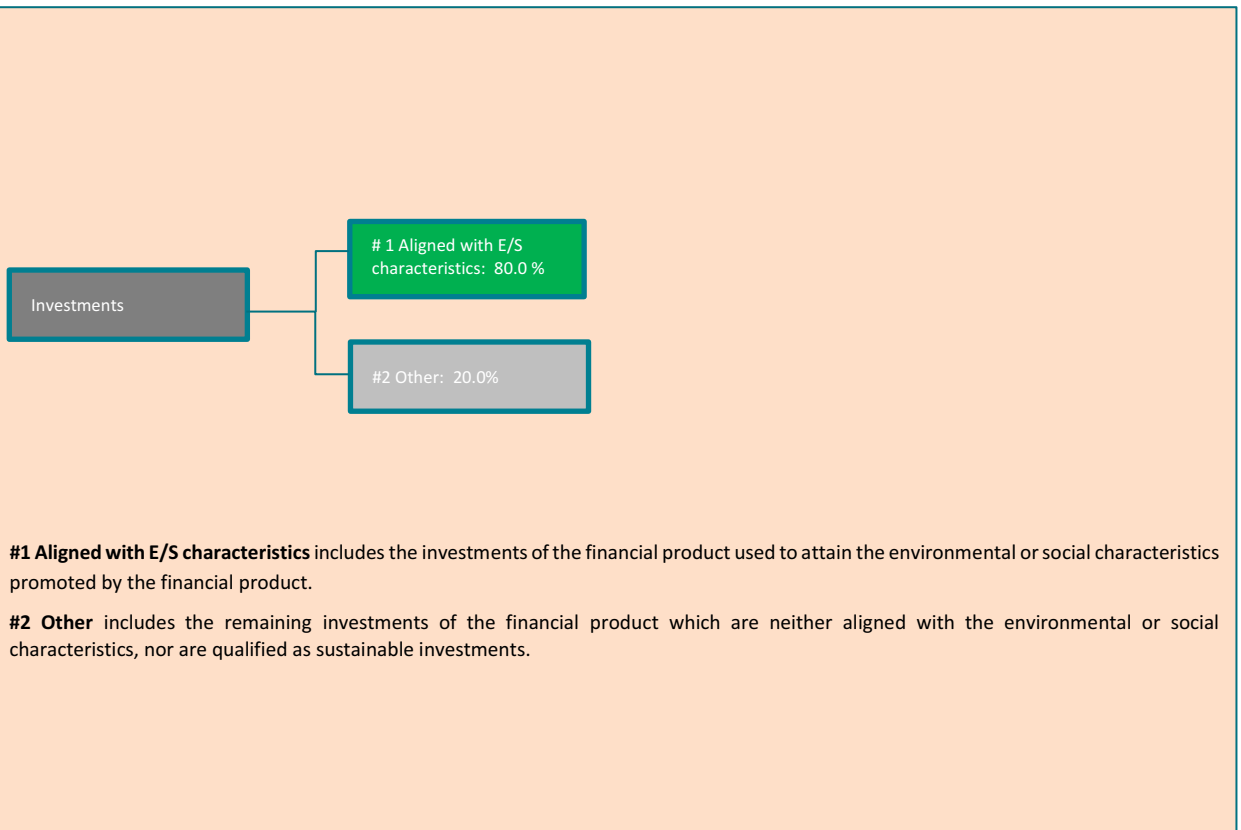 # 1 Aligned with E/S
characteristics:  80.0 %
Investments
#2 Other:  20.0%
#1 Aligned with E/S characteristics includes the investments of the financial product used to attain the environmental or social characteristics
promoted by the financial product.
#2 Other includes the remaining investments of the financial product which are neither aligned with the environmental or social
characteristics, nor are qualified as sustainable investments.